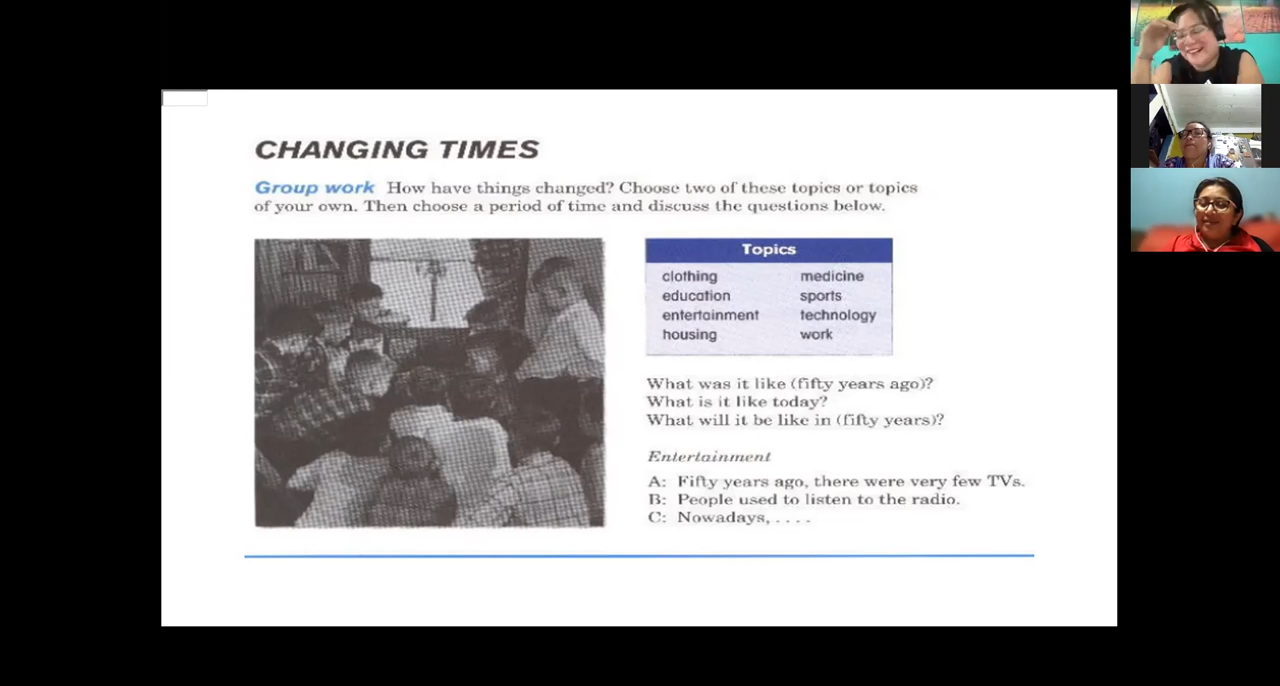 CHANGING TIMES
Group work How have things changed? Choose two of these topics or topics
of your own. Then choose a period of time and discuss the questions below.
Topics
clothing medicine
education sports
entertainment technology
housing work
What was it like (fifty years ago)?
What is it like today?
What will it be like in (fifty years)?
Entertainment
A: Fifty years ago, there were very few TVs.
B: People used to listen to the radio.
C: Nowadays, . . . .